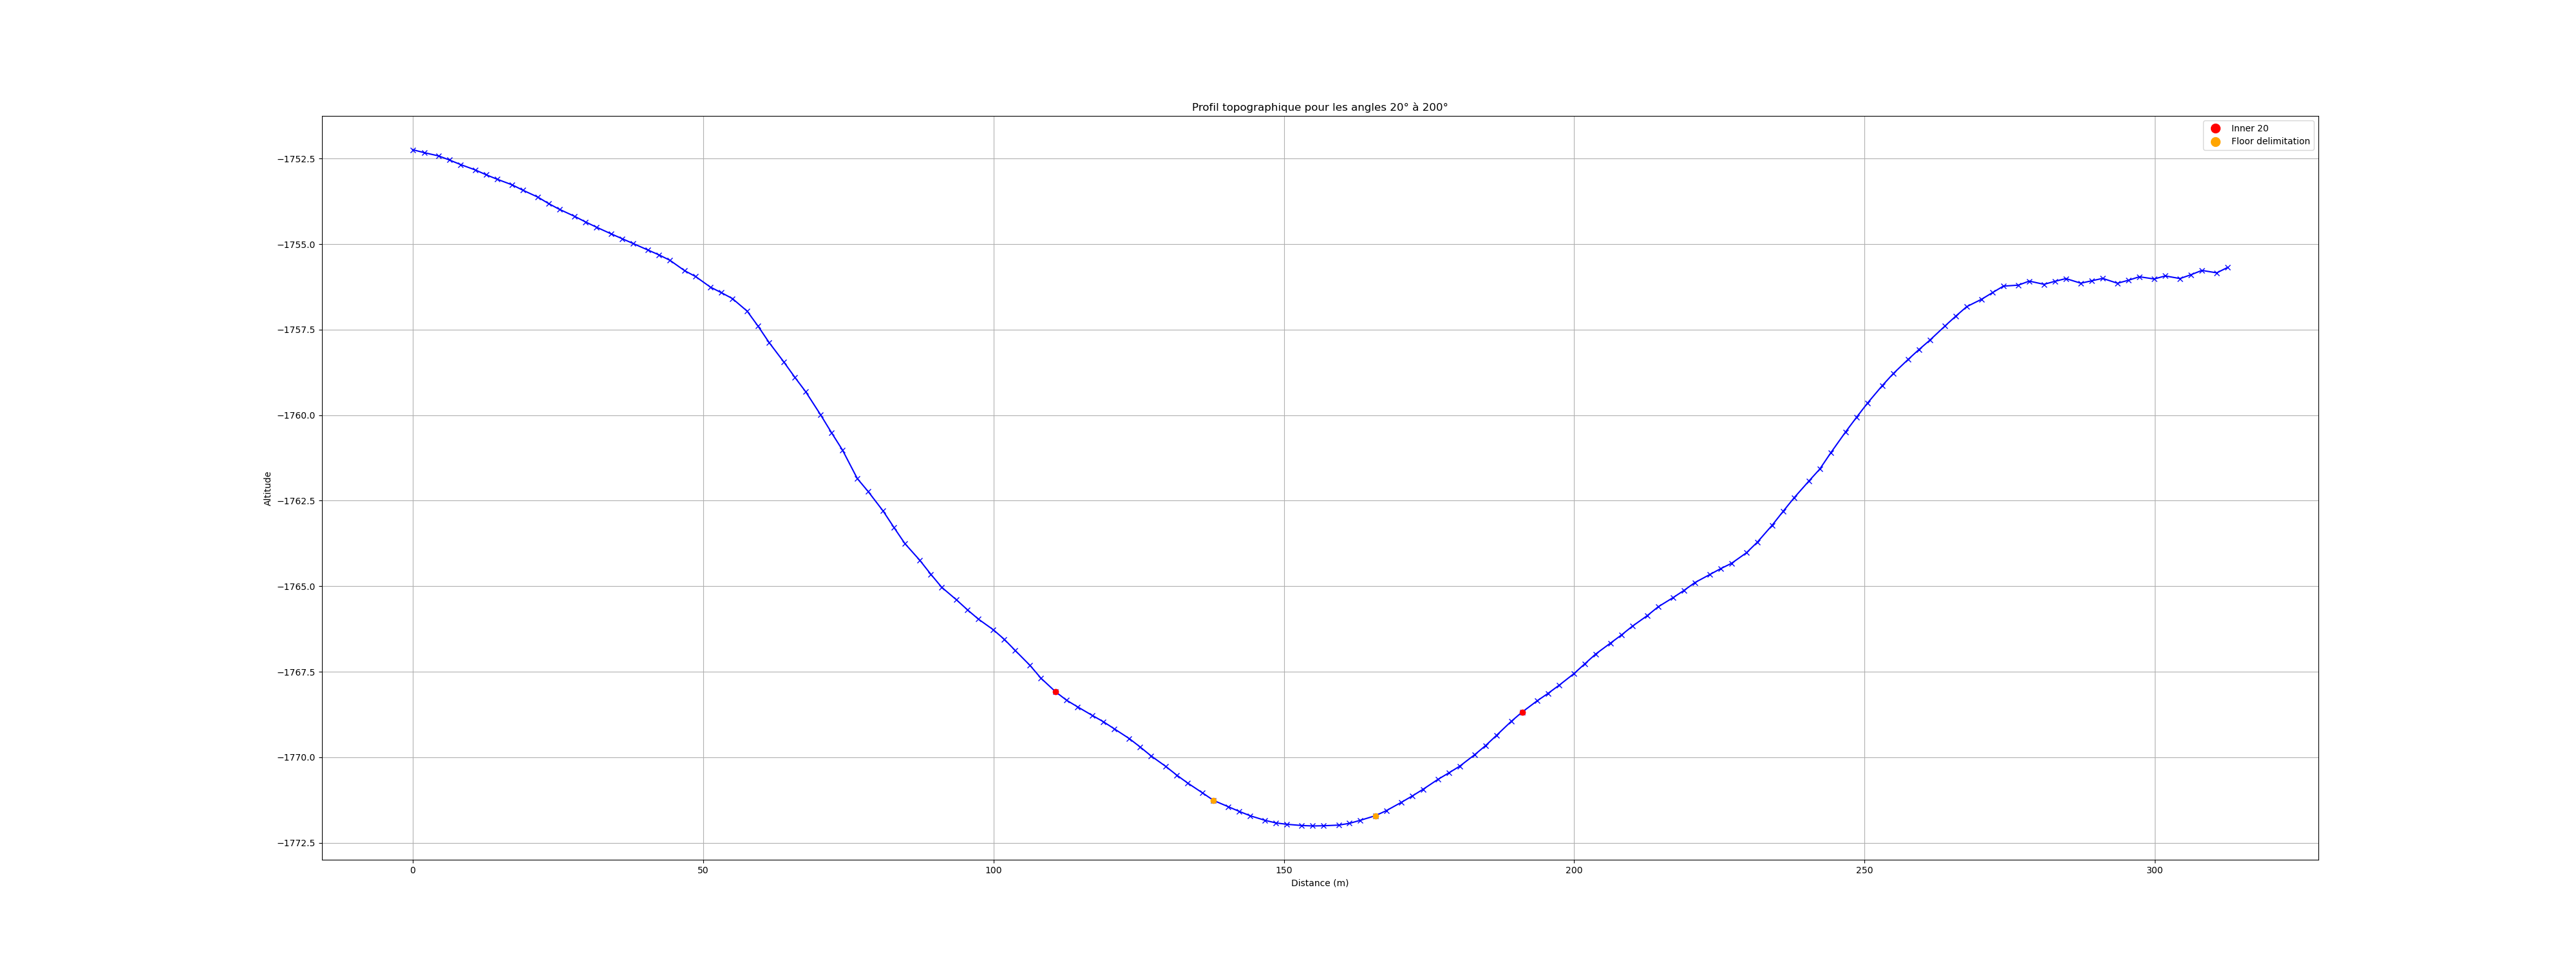 Profil topographique pour les angles 20° à 200°
Inner 20
Floor delimitation
−1752.5
−1755.0
−1757.5
−1760.0
−1762.5
−1765.0
−1767.5
−1770.0
−1772.5
Altitude
0 50 100 150 200 250 300
Distance (m)